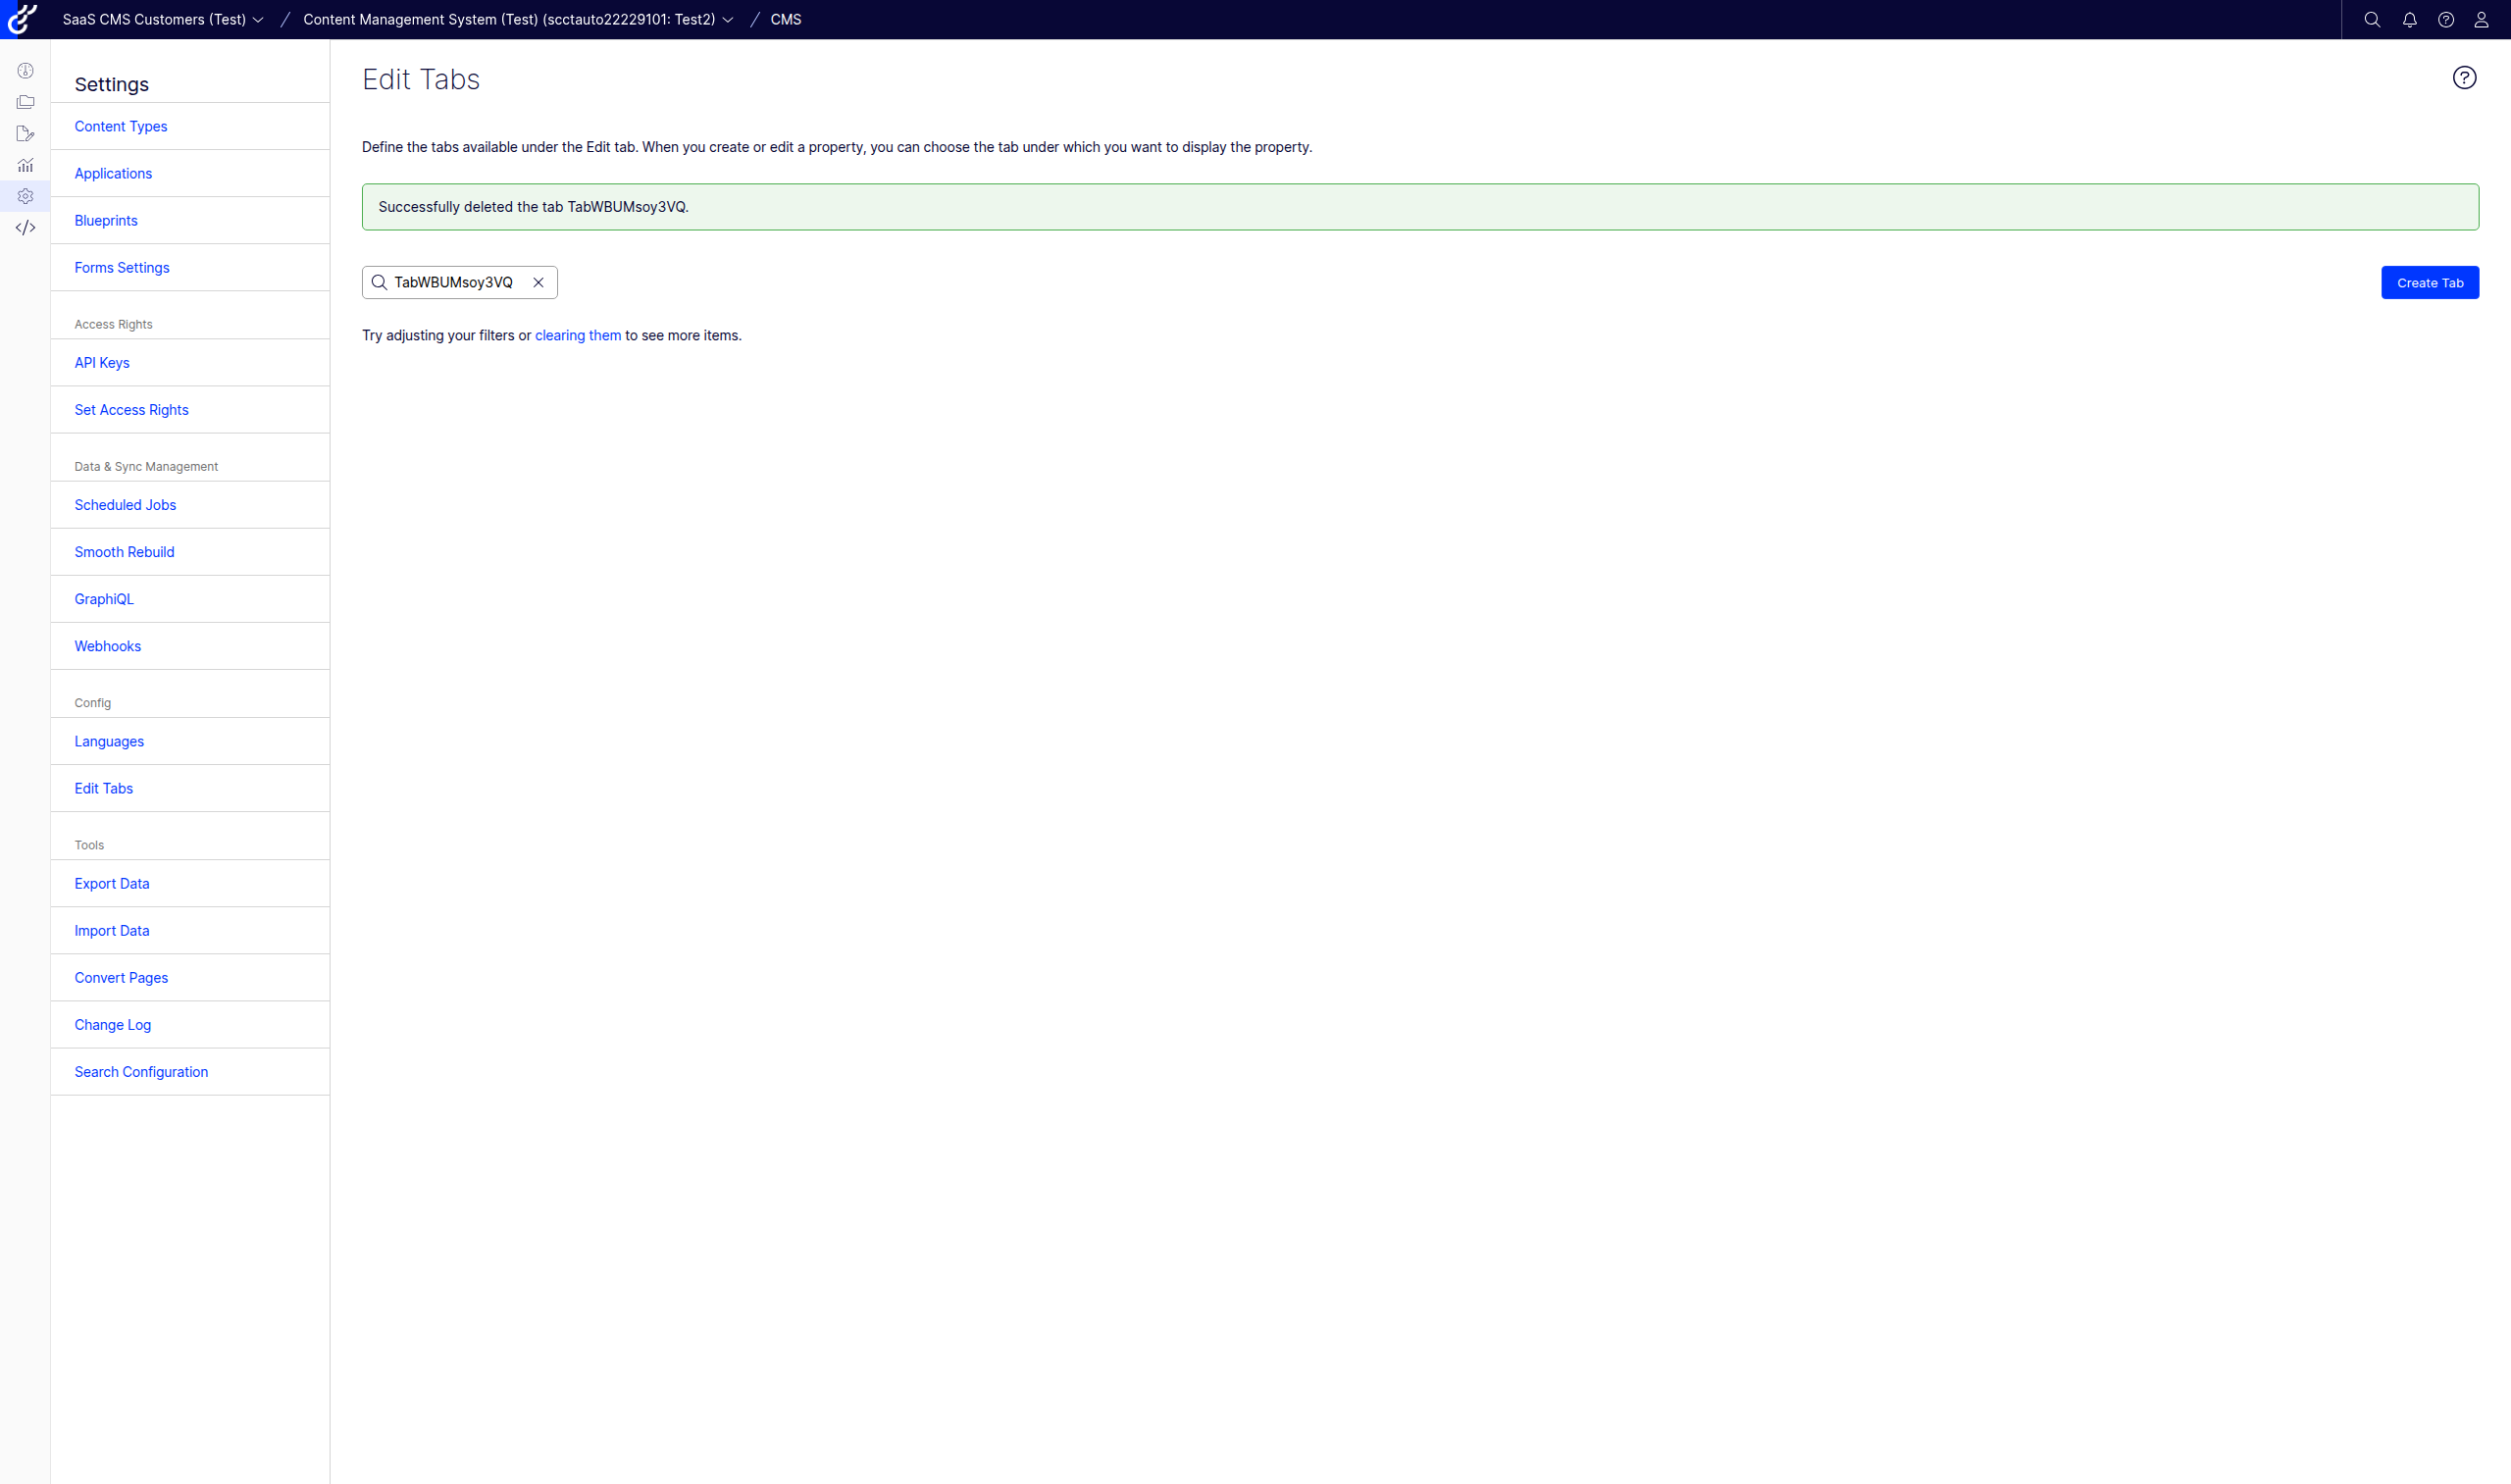 SaaS CMS Customers (Test) / Content Management System (Test) (scctauto22229101: Test2) / CMS
Settings
Content Types
Applications
Blueprints
Forms Settings
Access Rights
API Keys
Set Access Rights
Data & Sync Management
Scheduled Jobs
Smooth Rebuild
GraphiQL
Webhooks
Config
Languages
Edit Tabs
Tools
Export Data
Import Data
Convert Pages
Change Log
Search Configuration
Edit Tabs
Define the tabs available under the Edit tab. When you create or edit a property, you can choose the tab under which you want to display the property.
Successfully deleted the tab TabWBUMsoy3VQ.
TabWBUMsoy3VQ
Create Tab
Try adjusting your filters or clearing them to see more items.